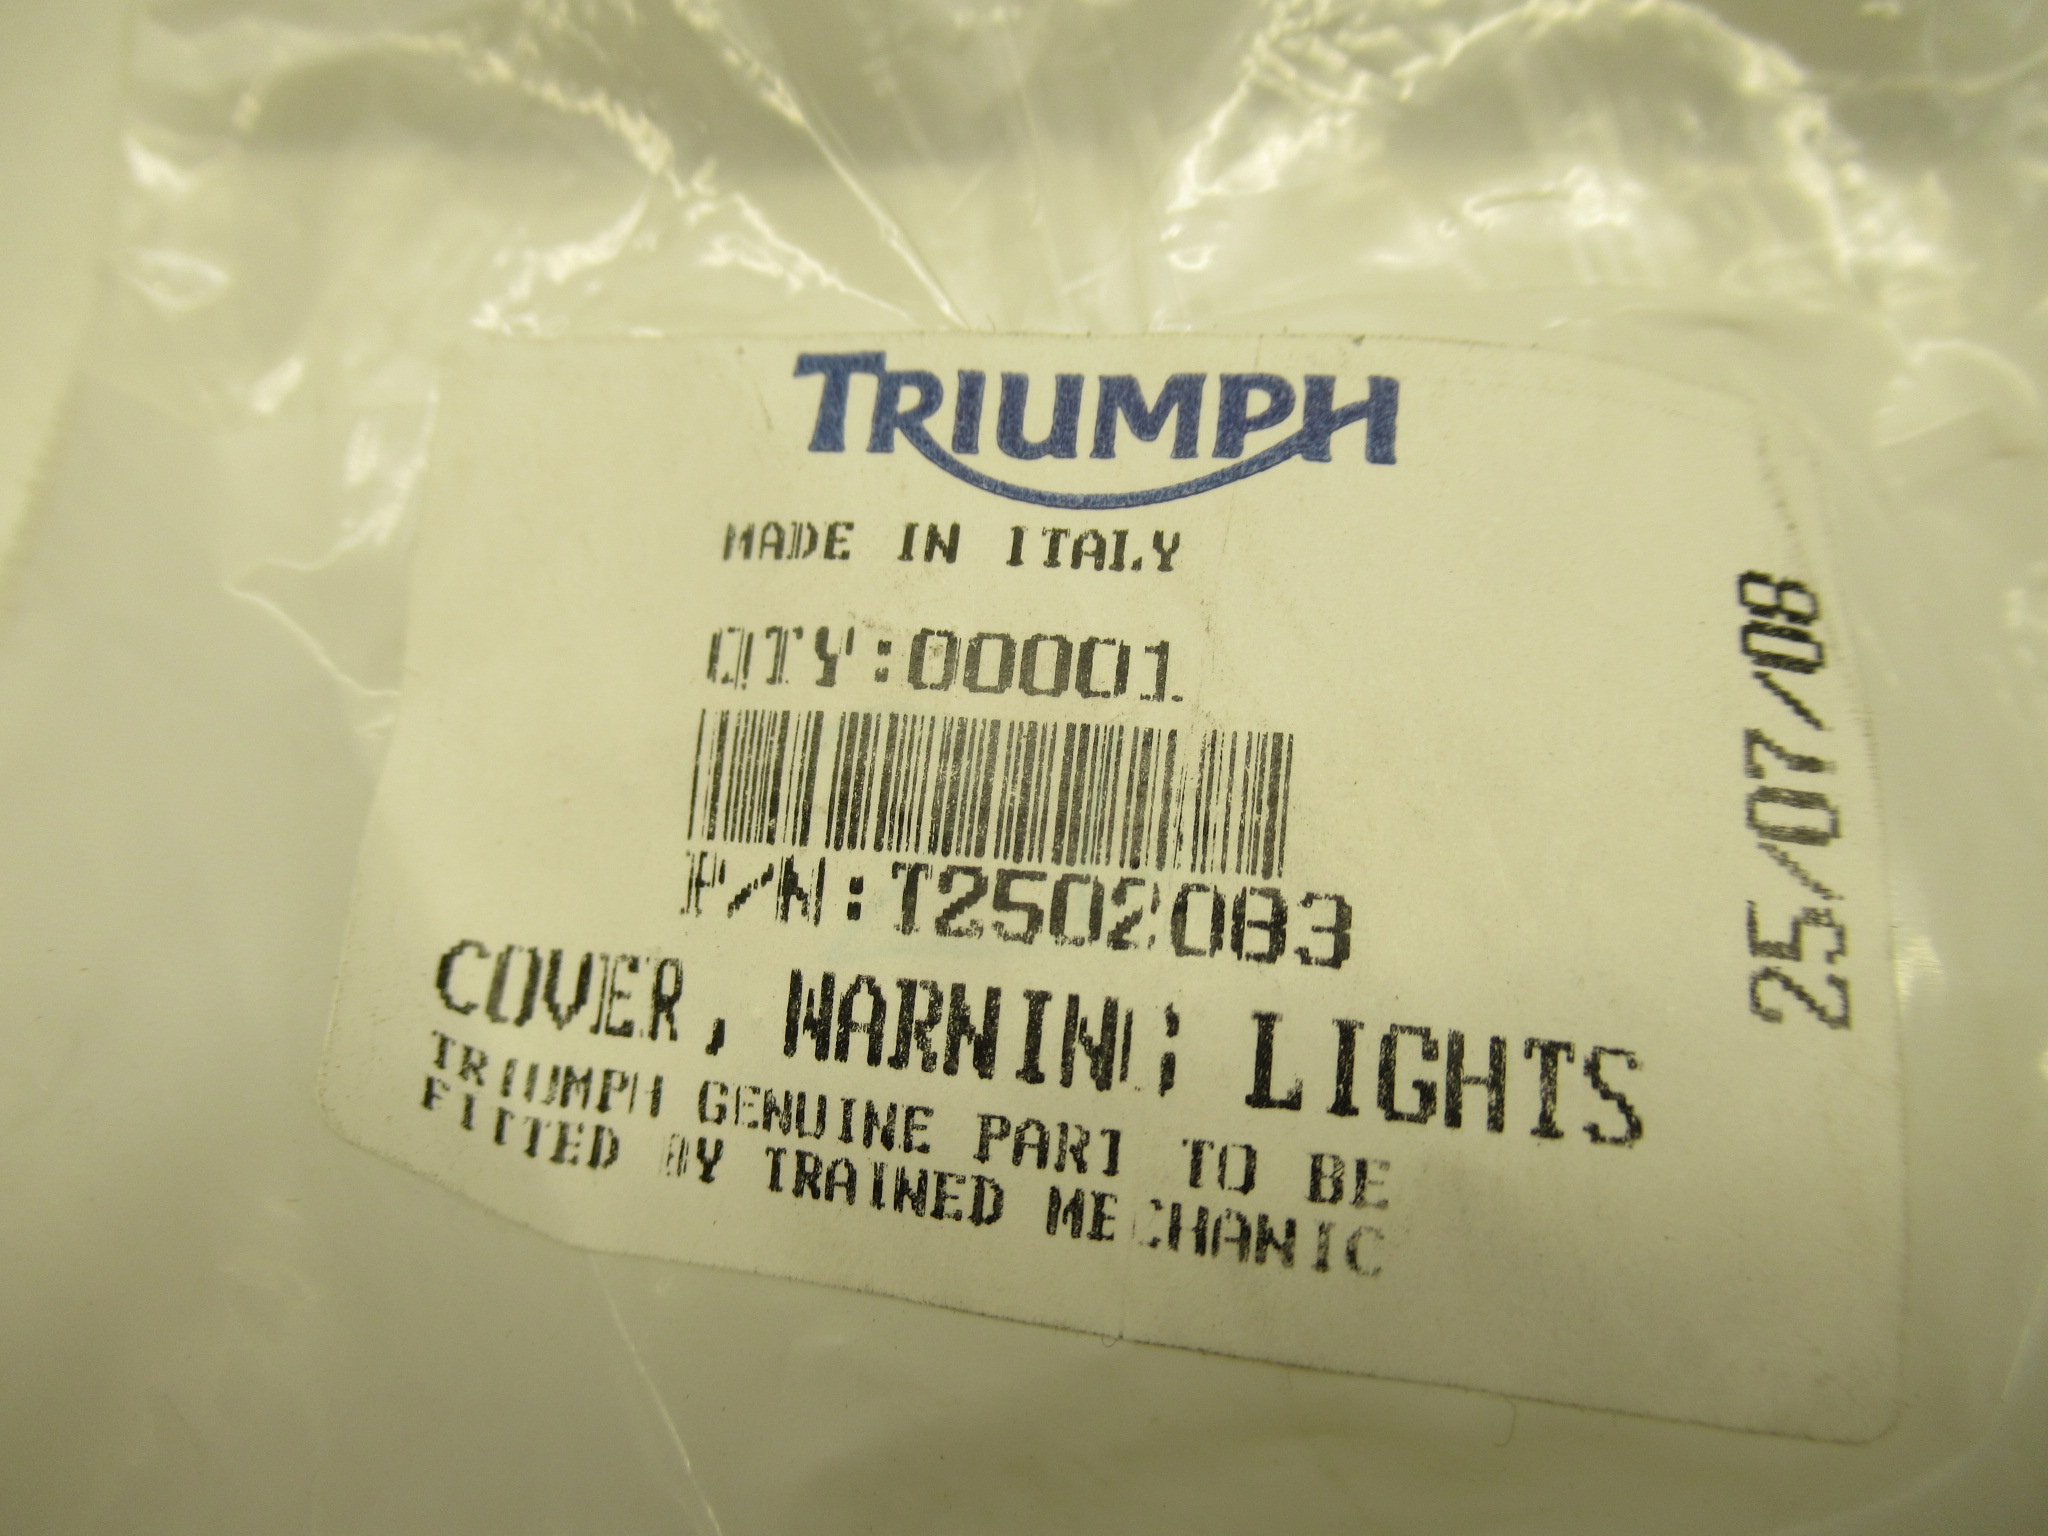 TRIUMPH
MADE IN ITALY
QTY:00001
P/N:T2502083
COVER, WARNING LIGHTS
TRIUMPH GENUINE PART TO BE
FITTED BY TRAINED MECHANIC
25/07/08